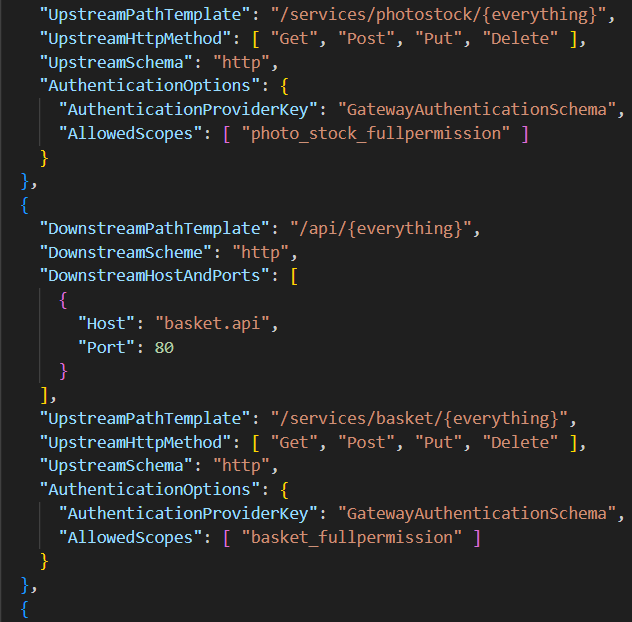 "UpstreamPathTemplate": "/services/photostock/{everything}",
"UpstreamHttpMethod": [ "Get", "Post", "Put", "Delete" ],
"UpstreamSchema": "http",
"AuthenticationOptions": {
"AuthenticationProviderKey": "GatewayAuthenticationSchema",
"AllowedScopes": [ "photo_stock_fullpermission" ]
}
},
{
"DownstreamPathTemplate": "/api/{everything}",
"DownstreamScheme": "http",
"DownstreamHostAndPorts": [
{
"Host": "basket.api",
"Port": 80
}
],
"UpstreamPathTemplate": "/services/basket/{everything}",
"UpstreamHttpMethod": [ "Get", "Post", "Put", "Delete" ],
"UpstreamSchema": "http",
"AuthenticationOptions": {
"AuthenticationProviderKey": "GatewayAuthenticationSchema",
"AllowedScopes": [ "basket_fullpermission" ]
}
},
{